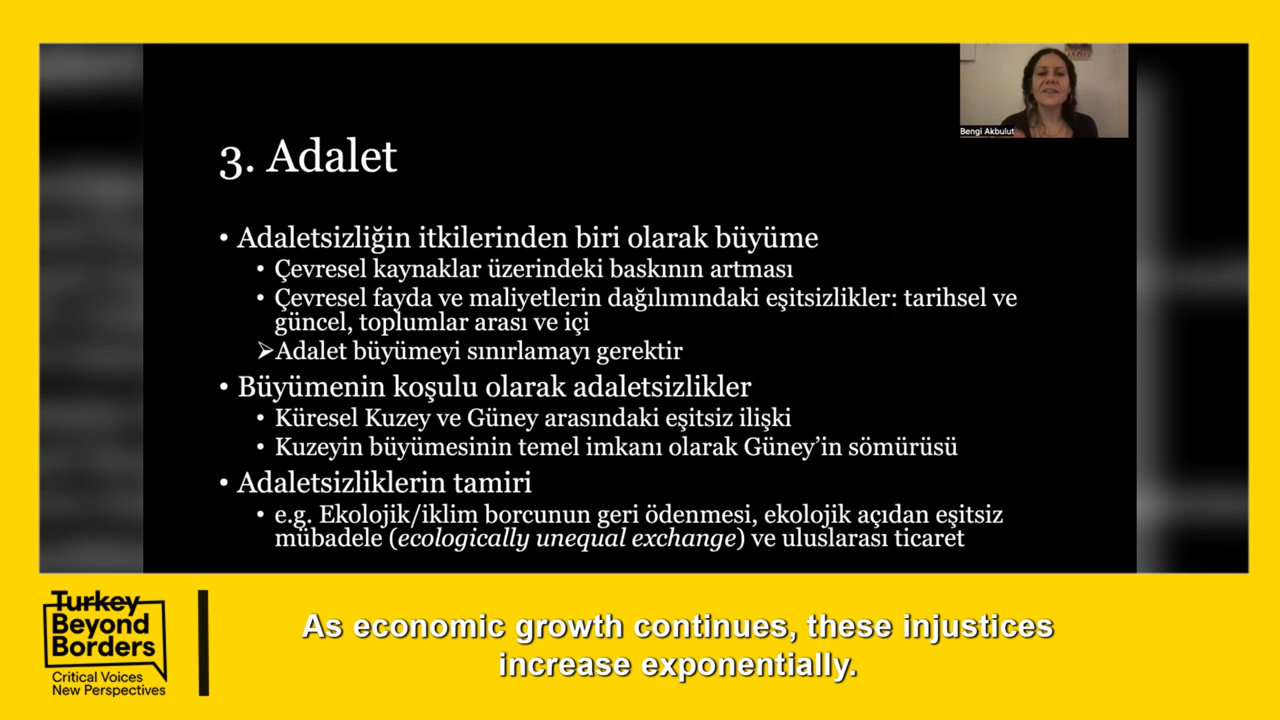 Bengi Akbulut
3. Adalet
• Adaletsizliğin itkilerinden biri olarak büyüme
• Çevresel kaynaklar üzerindeki baskının artması
• Çevresel fayda ve maliyetlerin dağılımındaki eşitsizlikler: tarihsel ve
güncel, toplumlar arası ve içi
➢Adalet büyümeyi sınırlamayı gerektir
• Büyümenin koşulu olarak adaletsizlikler
• Küresel Kuzey ve Güney arasındaki eşitsiz ilişki
• Kuzeyin büyümesinin temel imkanı olarak Güney’in sömürüsü
• Adaletsizliklerin tamiri
• e.g. Ekolojik/iklim borcunun geri ödenmesi, ekolojik açıdan eşitsiz
mübadele (ecologically unequal exchange) ve uluslarası ticaret
Turkey
Beyond
Borders
Critical Voices
New Perspectives
As economic growth continues, these injustices
increase exponentially.